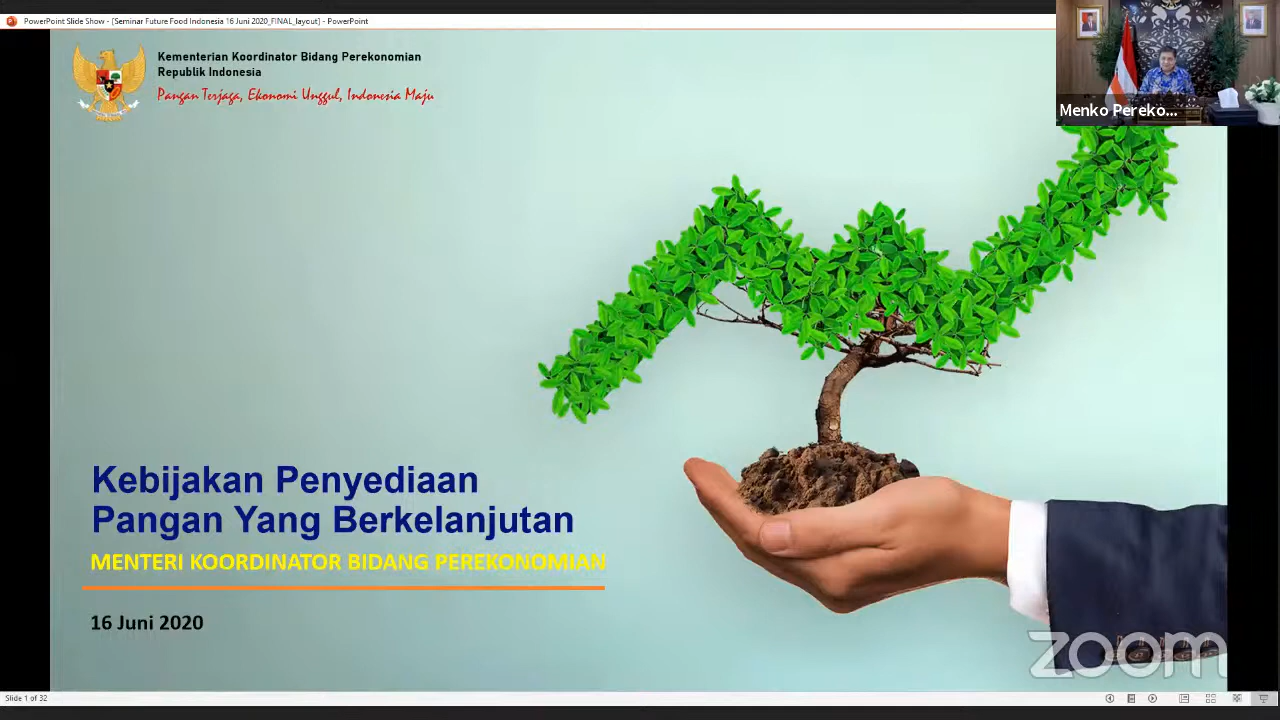 PowerPoint Slide Show - [Seminar Future Food Indonesia 16 Juni 2020_FINAL_layout] - PowerPoint
Kementerian Koordinator Bidang Perekonomian
Republik Indonesia
Pangan Terjaga, Ekonomi Unggul, Indonesia Maju
Menko Pereko...
Kebijakan Penyediaan
Pangan Yang Berkelanjutan
MENTERI KOORDINATOR BIDANG PEREKONOMIAN
16 Juni 2020
zoom
Slide 1 of 32